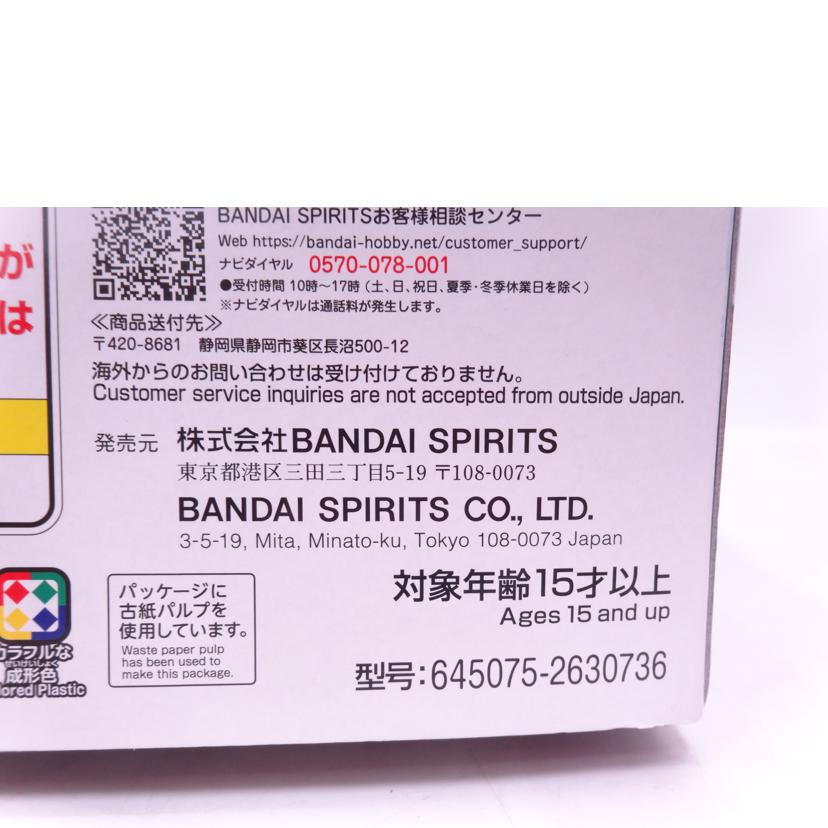 が
は
BANDAI SPIRITSお客様相談センター
Web https://bandai-hobby.net/customer_support/
ナビダイヤル 0570-078-001
●受付時間 10時〜17時(土、日、祝日、夏季・冬季休業日を除く)
※ナビダイヤルは通話料が発生します。
≪商品送付先≫
〒420-8681 静岡県静岡市葵区長沼500-12
海外からのお問い合わせは受け付けておりません。
Customer service inquiries are not accepted from outside Japan.
発売元 株式会社BANDAI SPIRITS
東京都港区三田三丁目5-19 〒108-0073
BANDAI SPIRITS CO., LTD.
3-5-19, Mita, Minato-ku, Tokyo 108-0073 Japan
対象年齢15才以上
Ages 15 and up
型号:645075-2630736
パッケージに
古紙パルプを
使用しています。
Waste paper pulp
has been used to
make this package.
カラフルな
せいけいしょく
成形色
lored Plastic